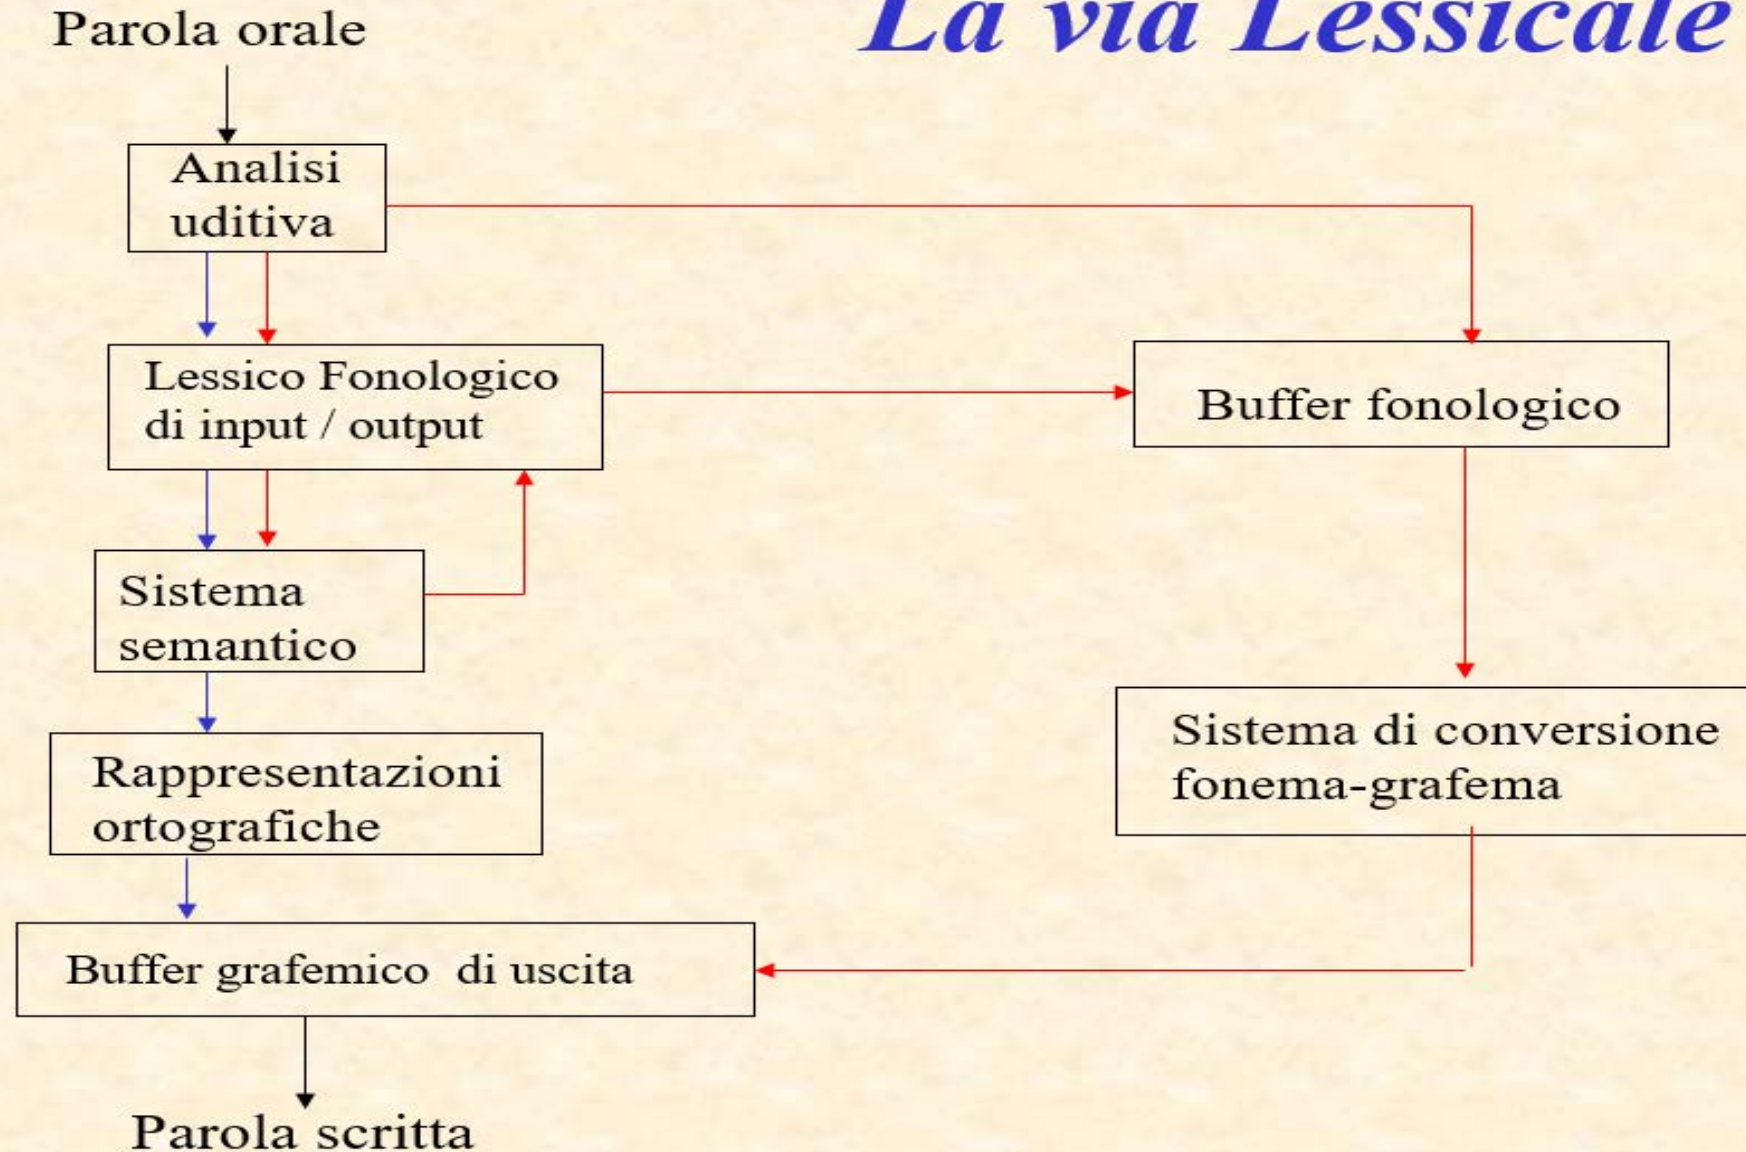 La via Lessicale
Parola orale
Analisi
uditiva
Lessico Fonologico
di input / output
Buffer fonologico
Sistema
semantico
Sistema di conversione
fonema-grafema
Rappresentazioni
ortografiche
Buffer grafemico di uscita
Parola scritta